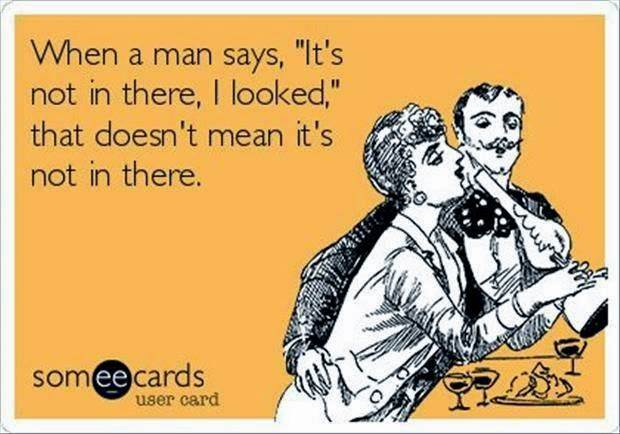 When a man says, "It's
not in there, I looked,"
that doesn't mean it's
not in there.
someecards
user card